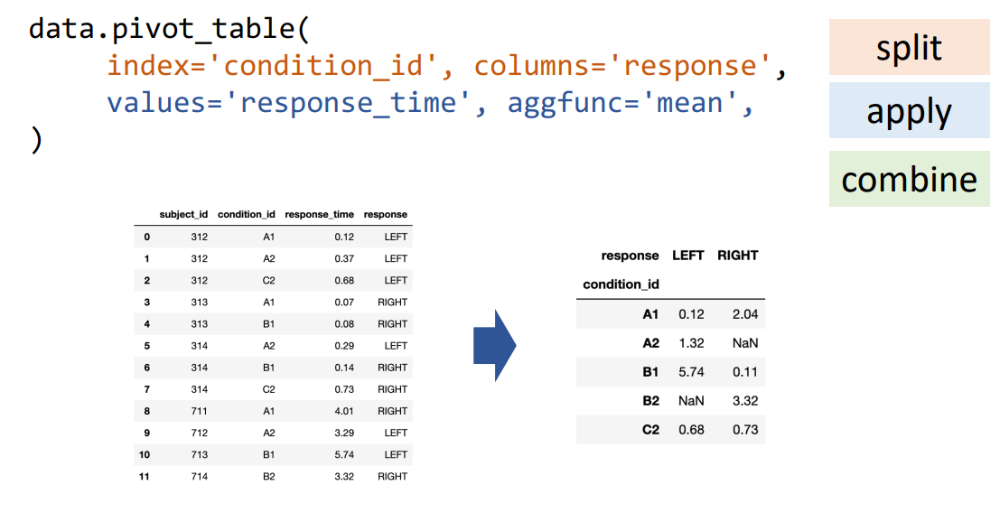 data.pivot_table(
index='condition_id', columns='response',
values='response_time', aggfunc='mean',
)
split
apply
combine
subject_id condition_id response_time response
0 312 A1 0.12 LEFT
1 312 A2 0.37 LEFT
2 312 C2 0.68 LEFT
3 313 A1 0.07 RIGHT
4 313 B1 0.08 RIGHT
5 314 A2 0.29 LEFT
6 314 B1 0.14 RIGHT
7 314 C2 0.73 RIGHT
8 711 A1 4.01 RIGHT
9 712 A2 3.29 LEFT
10 713 B1 5.74 LEFT
11 714 B2 3.32 RIGHT
response LEFT RIGHT
condition_id
A1 0.12 2.04
A2 1.32 NaN
B1 5.74 0.11
B2 NaN 3.32
C2 0.68 0.73